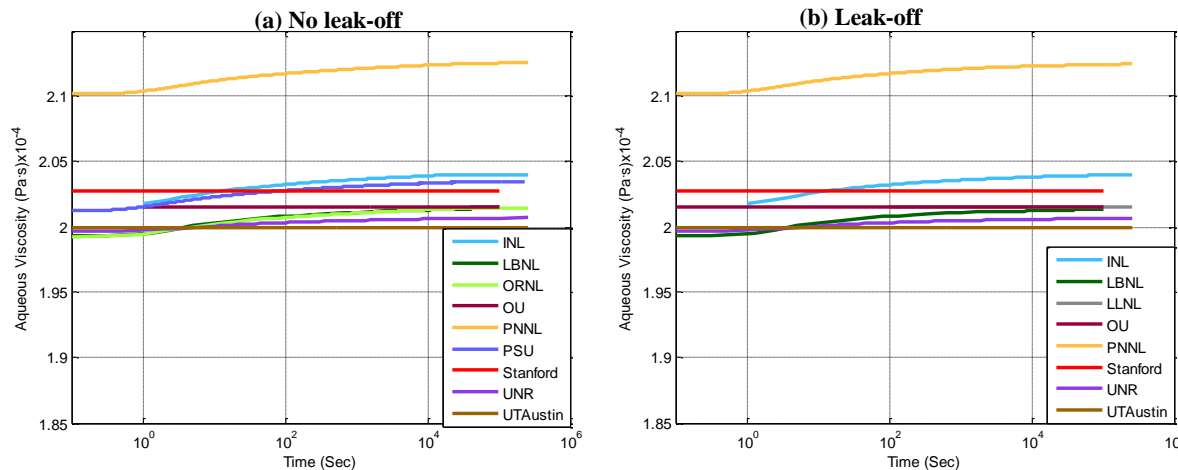 (a) No leak-off
2.1
2.05
2
1.95
1.9
1.85
Aqueous Viscosity (Pa·s)x10-4
10^0
10^2
10^4
10^6
Time (Sec)
INL
LBNL
ORNL
OU
PNNL
PSU
Stanford
UNR
UTAustin
(b) Leak-off
2.1
2.05
2
1.95
1.9
1.85
Aqueous Viscosity (Pa·s)x10-4
10^0
10^2
10^4
10^6
Time (Sec)
INL
LBNL
LLNL
OU
PNNL
Stanford
UNR
UTAustin